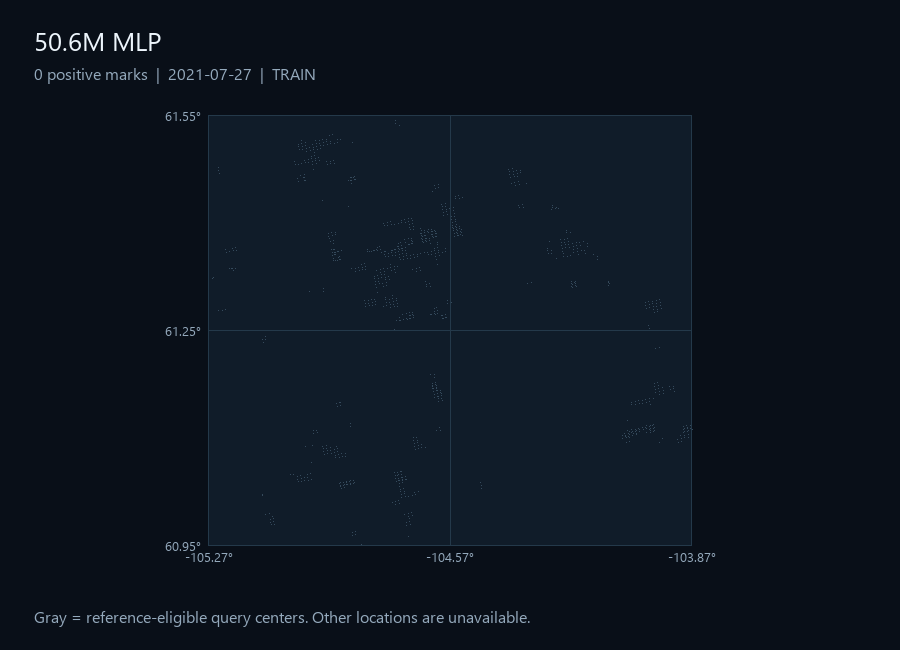 50.6M MLP
0 positive marks | 2021-07-27 | TRAIN
61.55°
61.25°
60.95°
-105.27°
-104.57°
-103.87°
Gray = reference-eligible query centers. Other locations are unavailable.